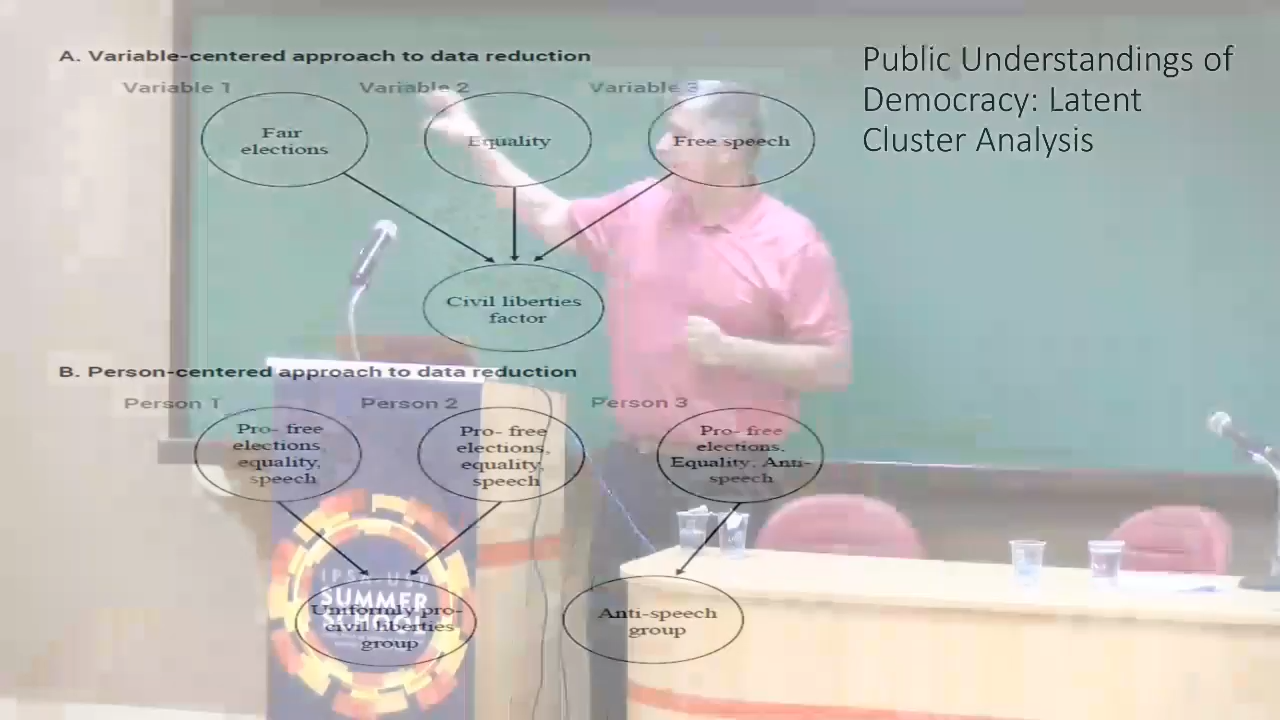 A. Variable-centered approach to data reduction
Variable 1
Variable 2
Variable 3
Fair
elections
Equality
Free speech
Civil liberties
factor
Public Understandings of
Democracy: Latent
Cluster Analysis
B. Person-centered approach to data reduction
Person 1
Person 2
Person 3
Pro- free
elections,
equality,
speech
Pro- free
elections,
equality,
speech
Pro- free
elections.
Equality. Anti-
speech
Uniformly pro-
civil liberties
group
Anti-speech
group
IPSA-USP
SUMMER
SCHOOL